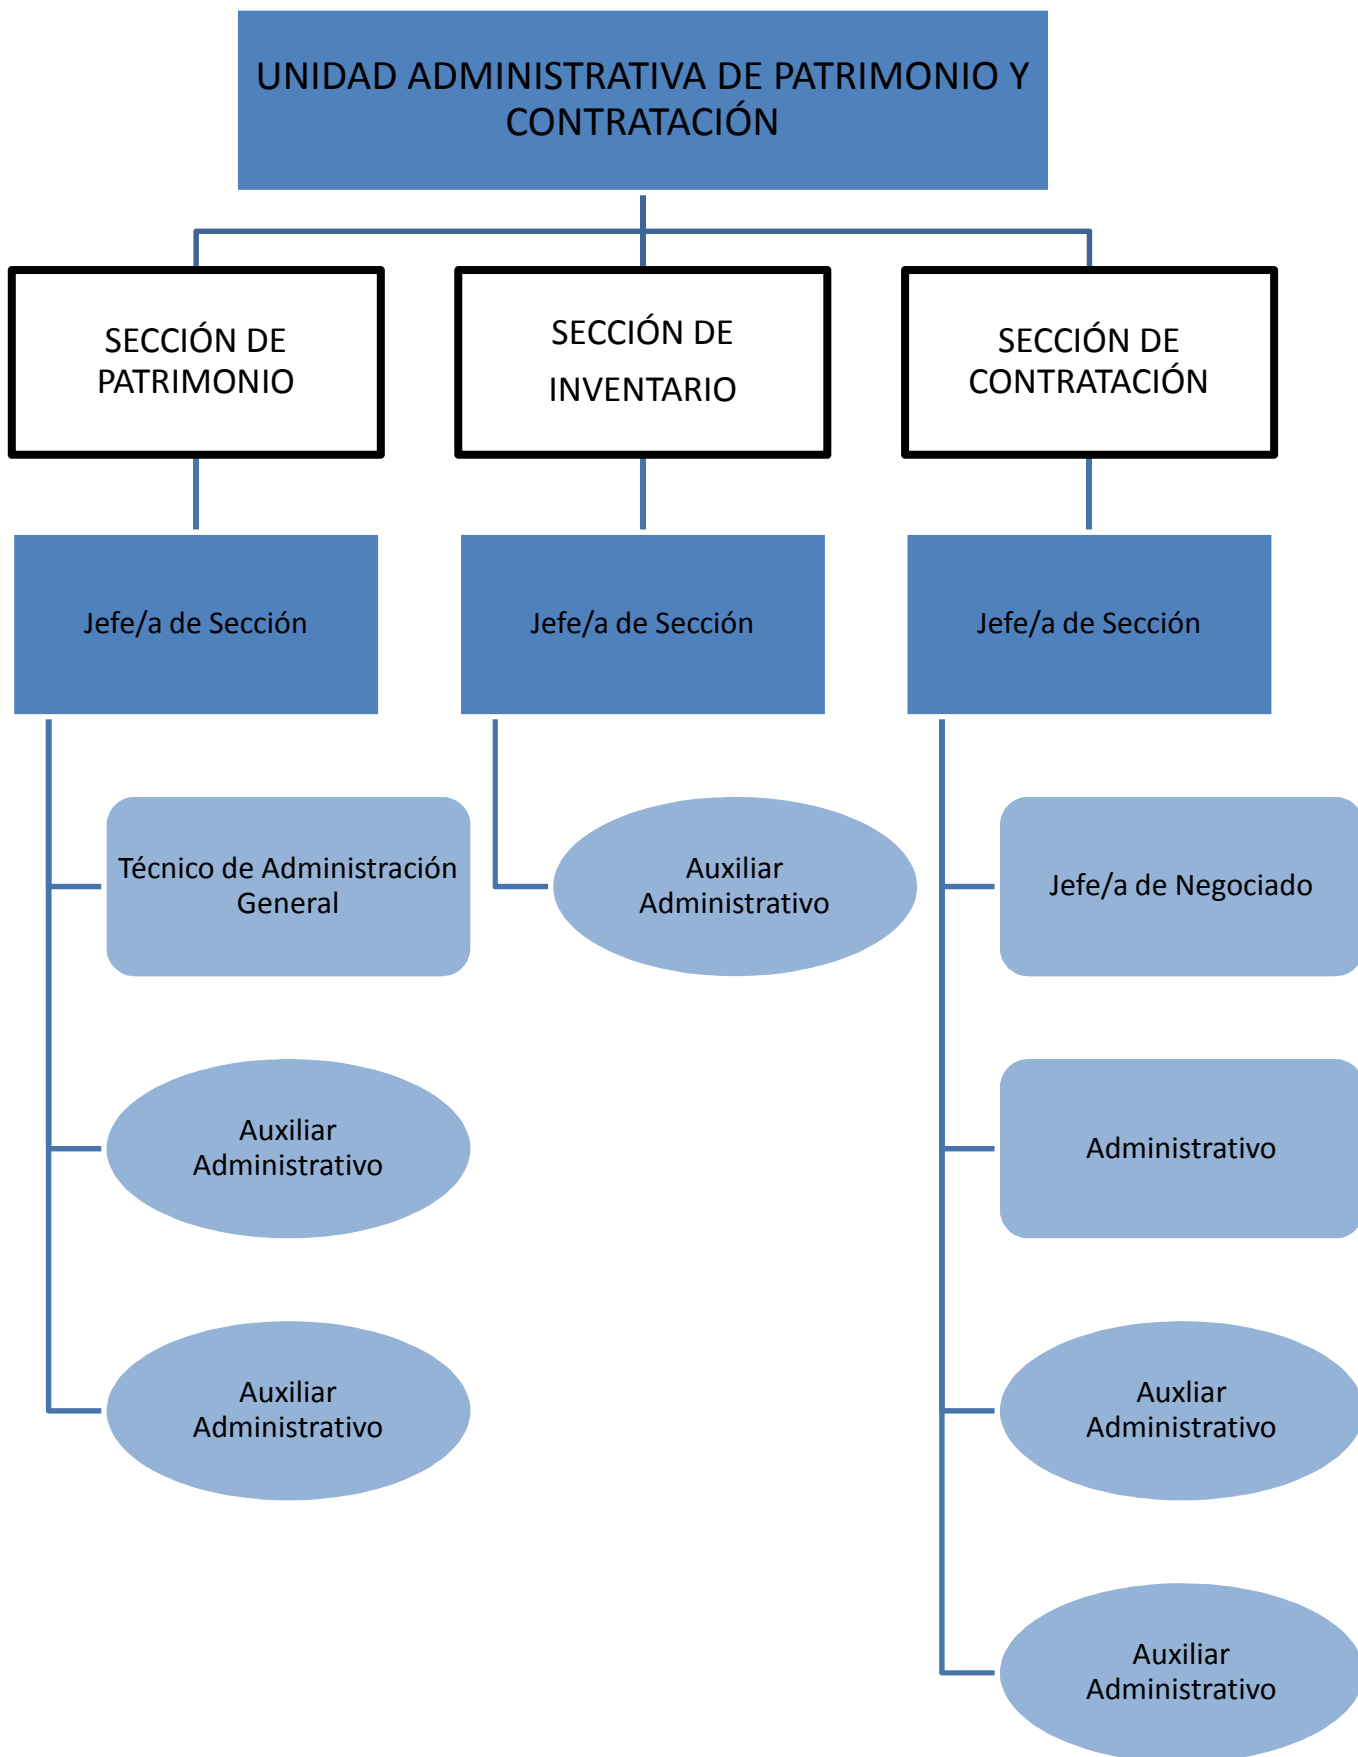 UNIDAD ADMINISTRATIVA DE PATRIMONIO Y
CONTRATACIÓN
SECCIÓN DE
PATRIMONIO
SECCIÓN DE
INVENTARIO
SECCIÓN DE
CONTRATACIÓN
Jefe/a de Sección
Jefe/a de Sección
Jefe/a de Sección
Técnico de Administración
General
Auxiliar
Administrativo
Jefe/a de Negociado
Auxiliar
Administrativo
Administrativo
Auxiliar
Administrativo
Auxliar
Administrativo
Auxiliar
Administrativo